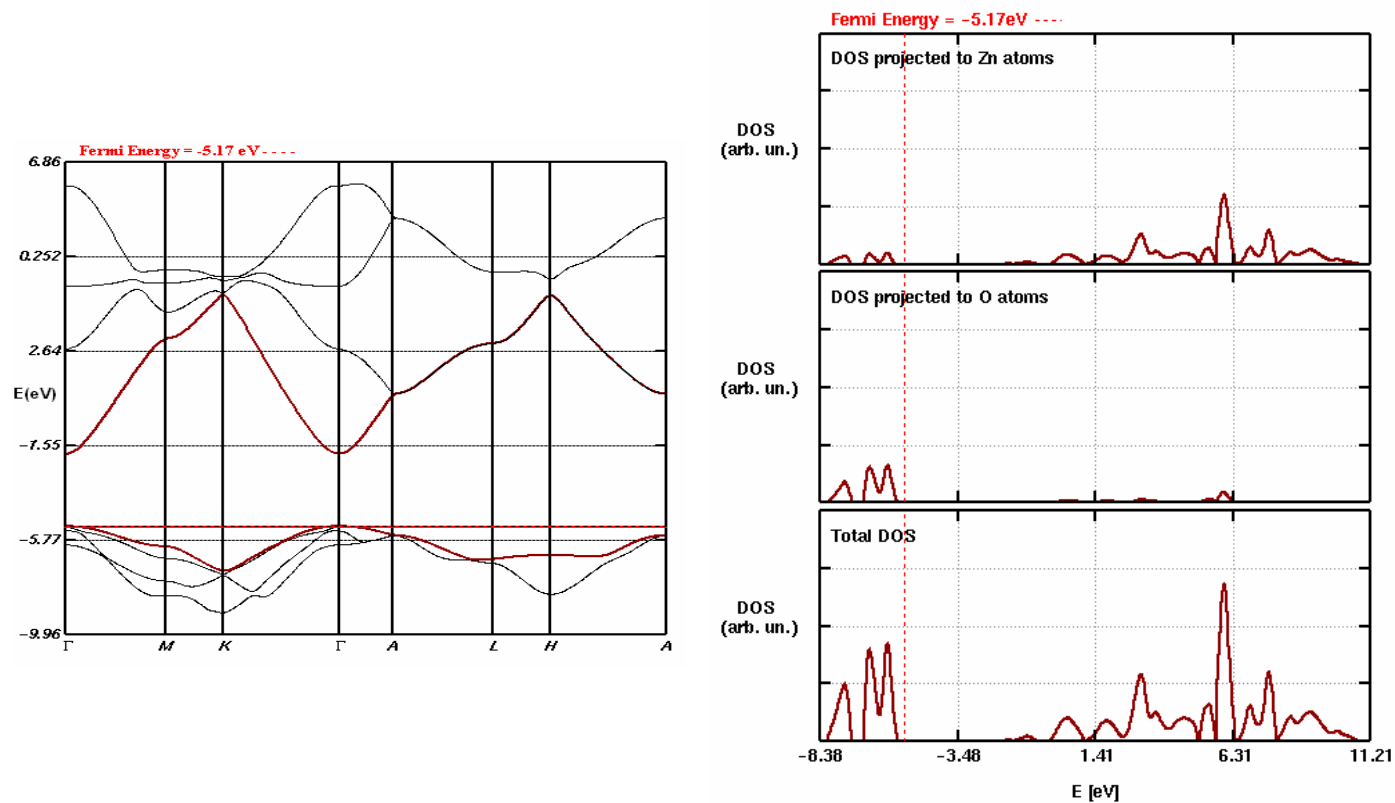 Fermi Energy = -5.17 eV ----
6.86
0.252
2.64
E(eV)
-7.55
-5.77
-9.96
Γ M K Γ A L H A
Fermi Energy = -5.17eV ----
DOS projected to Zn atoms
DOS
(arb. un.)
DOS projected to O atoms
DOS
(arb. un.)
Total DOS
DOS
(arb. un.)
-8.38 -3.48 1.41 6.31 11.21
E [eV]